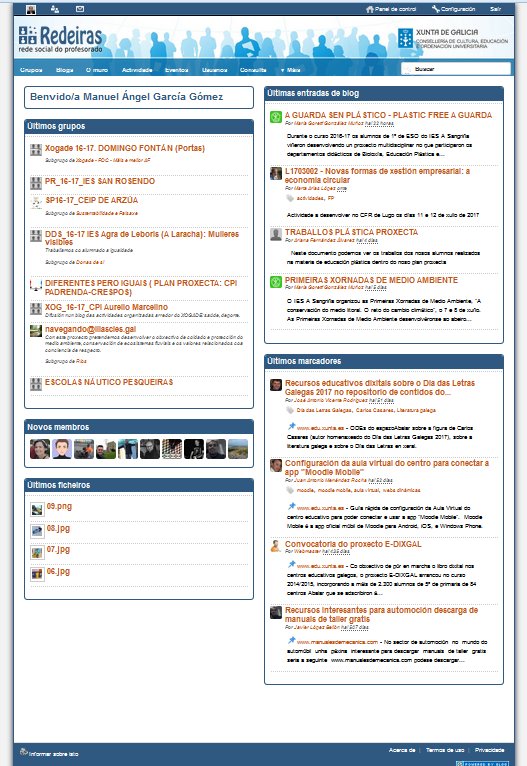 Panel de control
Configuración
Saír
Redeiras
rede social do profesorado
XUNTA DE GALICIA
CONSELLERÍA DE CULTURA, EDUCACIÓN
E ORDENACIÓN UNIVERSITARIA
Grupos Blogs O muro Actividade Eventos Usuarios Consulta ▾ Máis
Buscar
Benvido/a Manuel Ángel García Gómez
Últimos grupos
Xogade 16-17. DOMINGO FONTÁN (Portas)
Subgrupo de Xogade - PDC - Máis e mellor AF
PR_16-17_IES SAN ROSENDO
SP16-17_CEIP DE ARZÚA
Subgrupo de Sustentabilidade e Paisaxe
DDS_16-17 IES Agra de Leborís (A Laracha): Mulleres
visibles
Traballamos co alumnado a igualdade
Subgrupo de Donas de si
DIFERENTES PERO IGUAIS ( PLAN PROXECTA: CPI
PADRENDA-CRESPOS)
XOG_16-17_CPI Aurelio Marcelino
Difusión nun blog das actividades organizadas arredor do XOGADE:saúde, deporte,
navegando@illascies.gal
Con este proxecto pretendemos desenvolver o obxectivo de coidado e protección do
medio ambiente, conservación de ecosistemas fluviais e os valores relacionados coa
conciencia de respecto.
Subgrupo de Ríos
ESCOLAS NÁUTICO PESQUEIRAS
Novos membros
Últimos ficheiros
09.png
08.jpg
07.jpg
06.jpg
Últimas entradas de blog
A GUARDA SEN PLÁSTICO - PLASTIC FREE A GUARDA
Por María Goretti González Muñoz hai 23 horas
Durante o curso 2016-17 os alumnos de 1º de ESO do IES A Sangriña
viñeron desenvolvendo un proxecto multidisciplinar no que participaron os
departamentos didácticos de Bioloxía, Educación Plástica e...
L1703002 - Novas formas de xestión empresarial: a
economía circular
Por María Arias López onte
actividades, FP
Actividade a desenvolver no CFR de Lugo os días 11 e 12 de xullo de 2017
TRABALLOS PLÁSTICA PROXECTA
Por Ariana Fernández Álvarez hai 4 días
Neste documento podemos ver os traballos dos nosos alumnos realizados
na materia de educación plástica dentro do noso plan proxecta
PRIMEIRAS XORNADAS DE MEDIO AMBIENTE
Por María Goretti González Muñoz hai 5 días
O IES A Sangriña organizou as Primeiras Xornadas de Medio Ambiente, "A
conservación do medio litoral. O reto do cambio climático", o 7 e 8 de xuño.
As Primeiras Xornadas de Medio Ambiente desenvolvéronse ao abeiro...
Últimos marcadores
Recursos educativos dixitais sobre o Día das Letras
Galegas 2017 no repositorio de contidos do...
Por José Antonio Vicente Rodríguez hai 51 días
Día das Letras Galegas, Carlos Casares, Literatura galega
www.edu.xunta.es - ODEs do espazoAbalar sobre a figura de Carlos
Casares (autor homenaxeado do Día das Letras Galegas 2017), sobre a
literatura galega e sobre o Día das Letras en xeral.
Configuración da aula virtual do centro para conectar a
app "Moodle Mobile"
Por Juan Antonio Menéndez Rocha hai 52 días
moodle, moodle mobile, aula virtual, webs dinámicas
www.edu.xunta.es - Guía rápida de configuración da Aula Virtual do
centro educativo para poder conectar e usar a app "Moodle Mobile". Moodle
Mobile é a app oficial móbil de Moodle para Android, iOS, e Windows Phone.
Convocatoria do proxecto E-DIXGAL
Por Webmaster hai 435 días
www.edu.xunta.es - Co obxectivo de pór en marcha o libro dixital nos
centros educativos galegos, o proxecto E-DIXGAL arrancou no curso
2014/2015, incorporando a máis de 2.200 alumnos de 5º de primaria de 54
centros Abalar que se adscribiron á...
Recursos interesantes para automoción descarga de
manuais de taller gratis
Por Javier López Bellón hai 507 días
www.manualesdemecanica.com - No sector de automoción no mundo do
automóbil unha páxina interesante para descargar manuais de taller gratis
sería a seguinte www.manualesdemecanica.com podese descargar...
Informar sobre isto
Acerca de | Termos de uso | Privacidade
POWERED BY ELGG